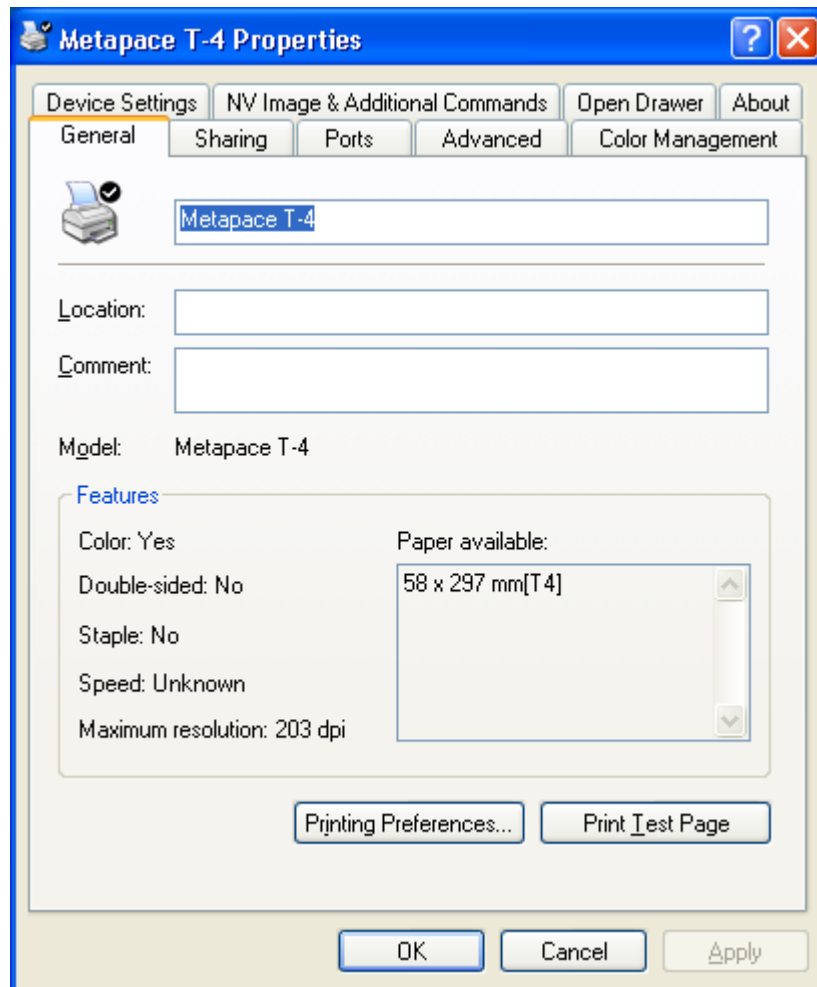 Metapace T-4 Properties
Device Settings NV Image & Additional Commands Open Drawer About
General Sharing Ports Advanced Color Management
Metapace T-4
Location:
Comment:
Model: Metapace T-4
Features
Color: Yes Paper available:
Double-sided: No 58 x 297 mm[T4]
Staple: No
Speed: Unknown
Maximum resolution: 203 dpi
Printing Preferences... Print Test Page
OK Cancel Apply